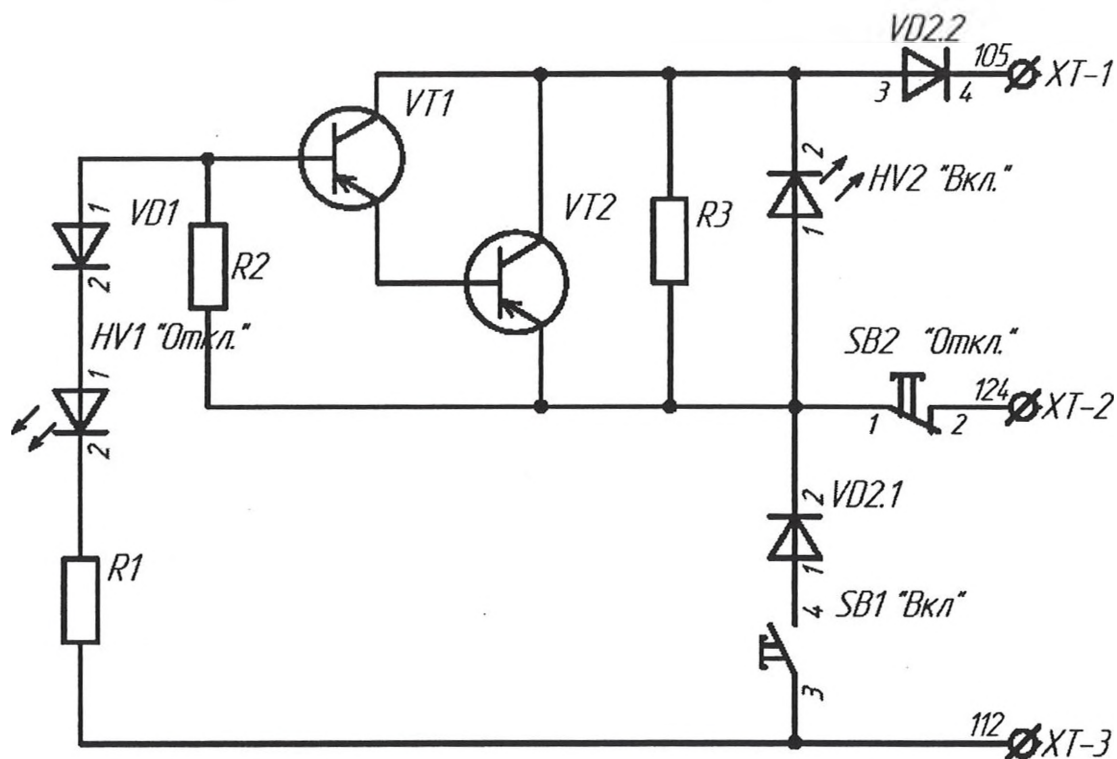 VD2.2
105
XT-1
3
4
VT1
2
HV2 "Вкл."
1
1
VD1
2
R2
VT2
R3
HV1 "Откл."
1
2
SB2 "Откл."
124
XT-2
1
2
2
VD2.1
1
R1
4
SB1 "Вкл"
3
112
XT-3